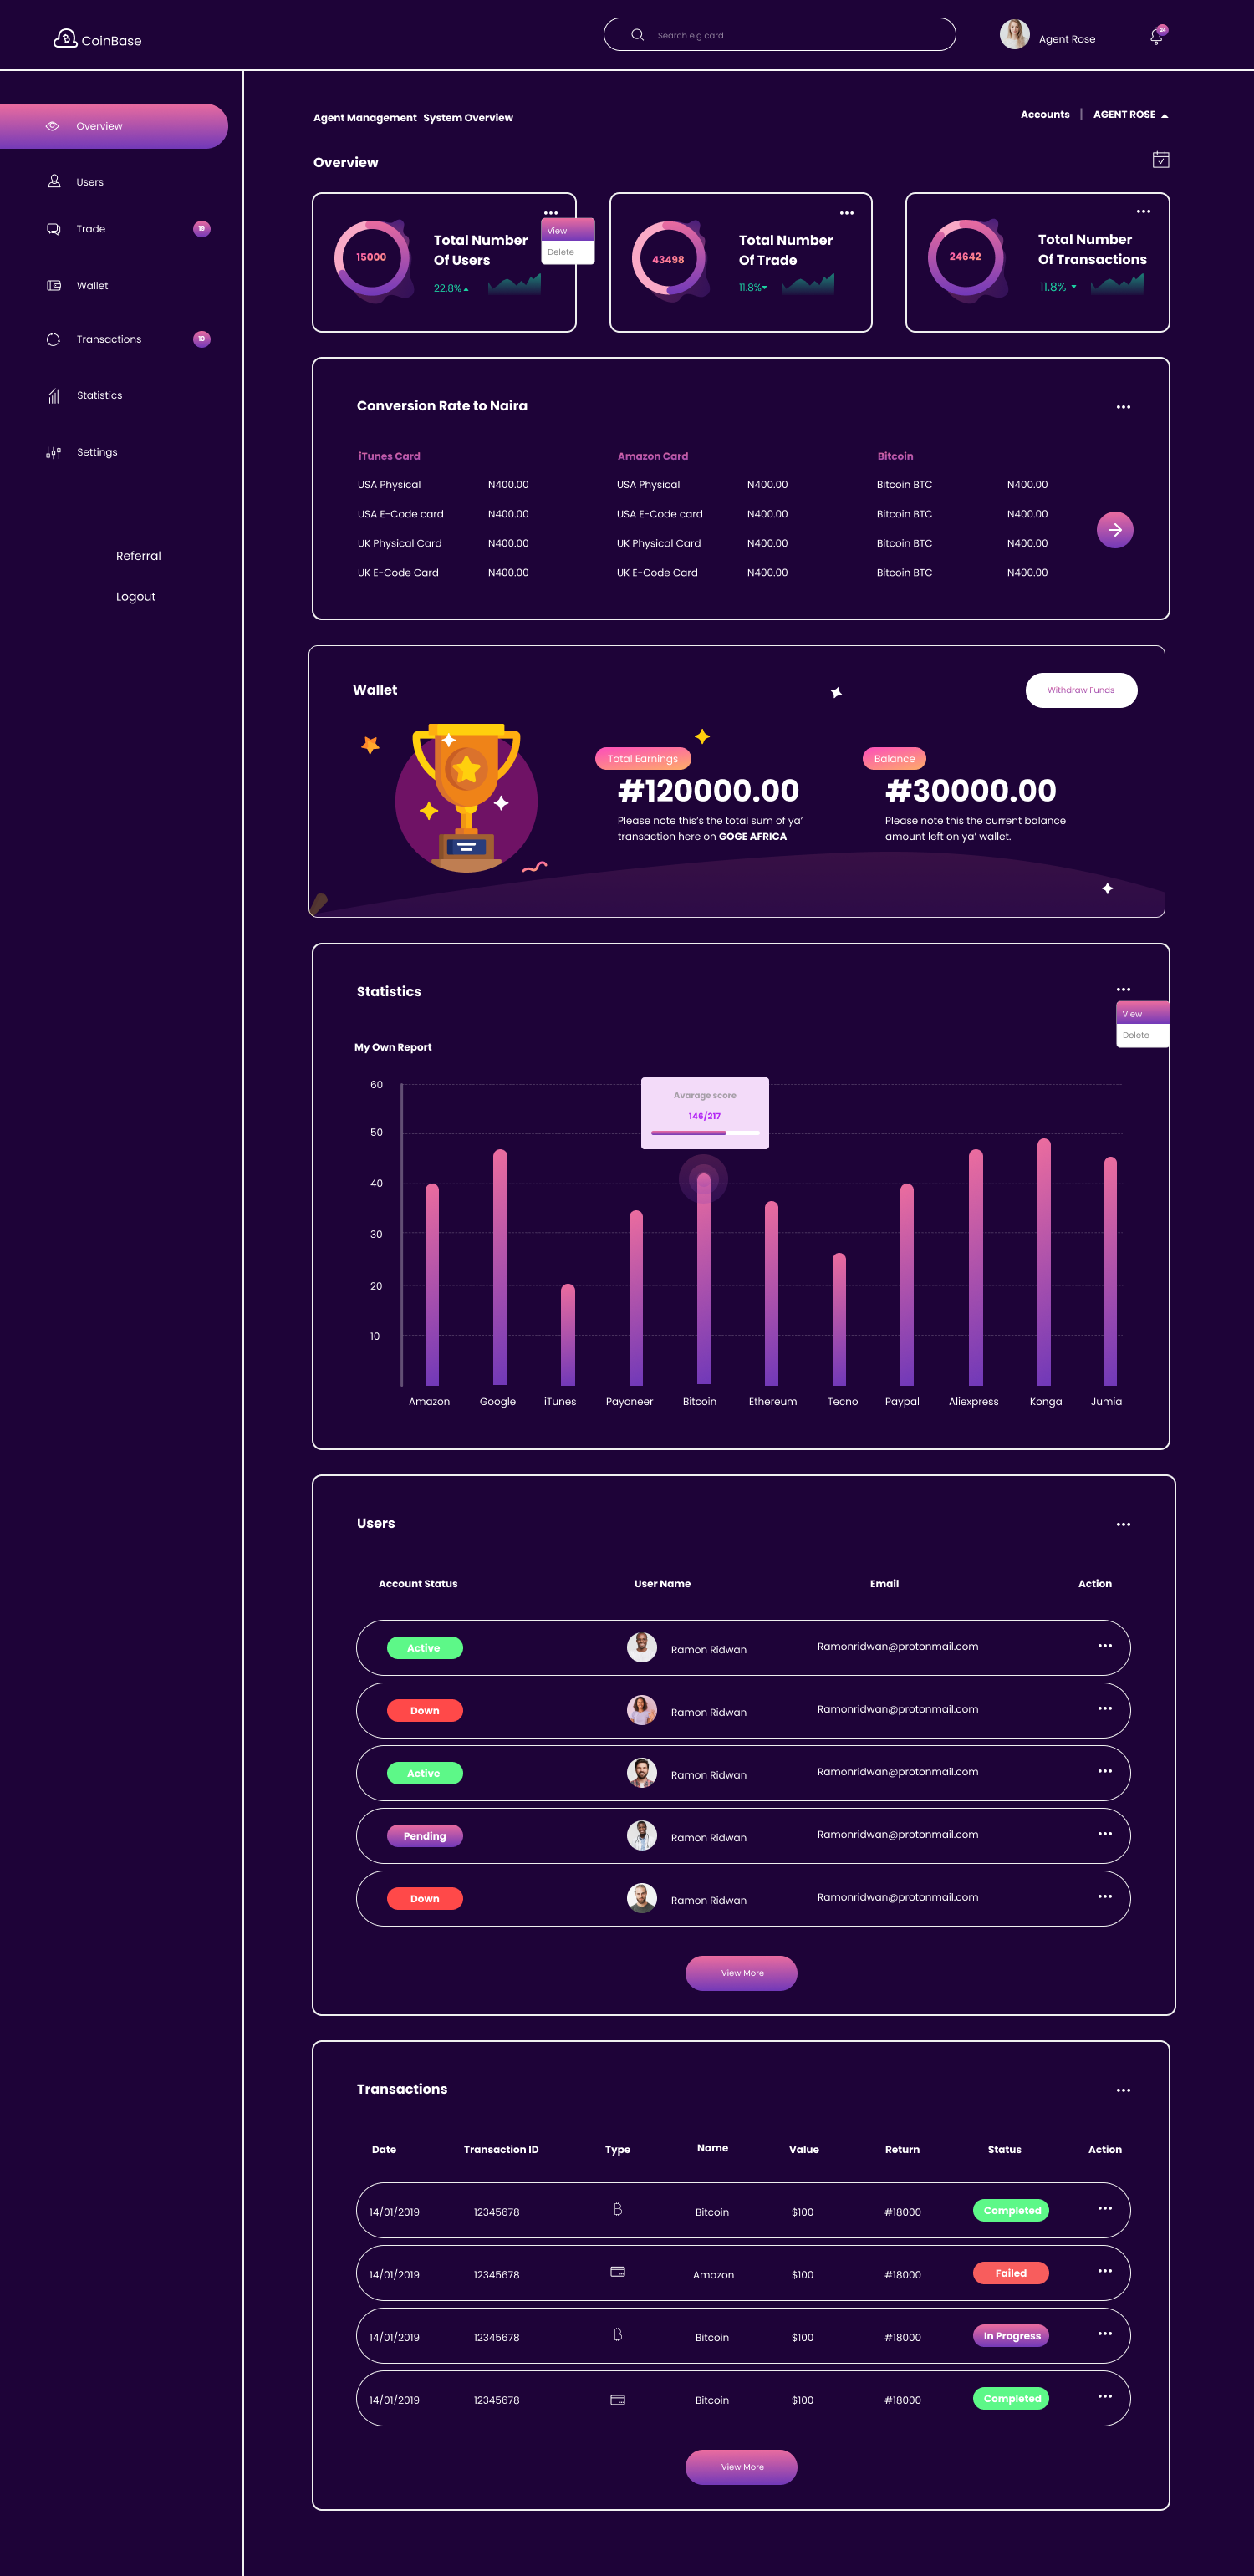 CoinBase
Search e.g card
Agent Rose
34
Overview
Users
Trade
19
Wallet
Transactions
10
Statistics
Settings
Referral
Logout
Agent Management System Overview
Accounts | AGENT ROSE
Overview
15000
Total Number
Of Users
22.8%
View
Delete
43498
Total Number
Of Trade
11.8%
24642
Total Number
Of Transactions
11.8%
Conversion Rate to Naira
iTunes Card
USA Physical N400.00
USA E-Code card N400.00
UK Physical Card N400.00
UK E-Code Card N400.00
Amazon Card
USA Physical N400.00
USA E-Code card N400.00
UK Physical Card N400.00
UK E-Code Card N400.00
Bitcoin
Bitcoin BTC N400.00
Bitcoin BTC N400.00
Bitcoin BTC N400.00
Bitcoin BTC N400.00
Wallet
Withdraw Funds
Total Earnings
#120000.00
Please note this's the total sum of ya'
transaction here on GOGE AFRICA
Balance
#30000.00
Please note this the current balance
amount left on ya' wallet.
Statistics
View
Delete
My Own Report
Avarage score
146/217
60
50
40
30
20
10
Amazon Google iTunes Payoneer Bitcoin Ethereum Tecno Paypal Aliexpress Konga Jumia
Users
Account Status User Name Email Action
Active Ramon Ridwan Ramonridwan@protonmail.com
Down Ramon Ridwan Ramonridwan@protonmail.com
Active Ramon Ridwan Ramonridwan@protonmail.com
Pending Ramon Ridwan Ramonridwan@protonmail.com
Down Ramon Ridwan Ramonridwan@protonmail.com
View More
Transactions
Date Transaction ID Type Name Value Return Status Action
14/01/2019 12345678 Bitcoin $100 #18000 Completed
14/01/2019 12345678 Amazon $100 #18000 Failed
14/01/2019 12345678 Bitcoin $100 #18000 In Progress
14/01/2019 12345678 Bitcoin $100 #18000 Completed
View More